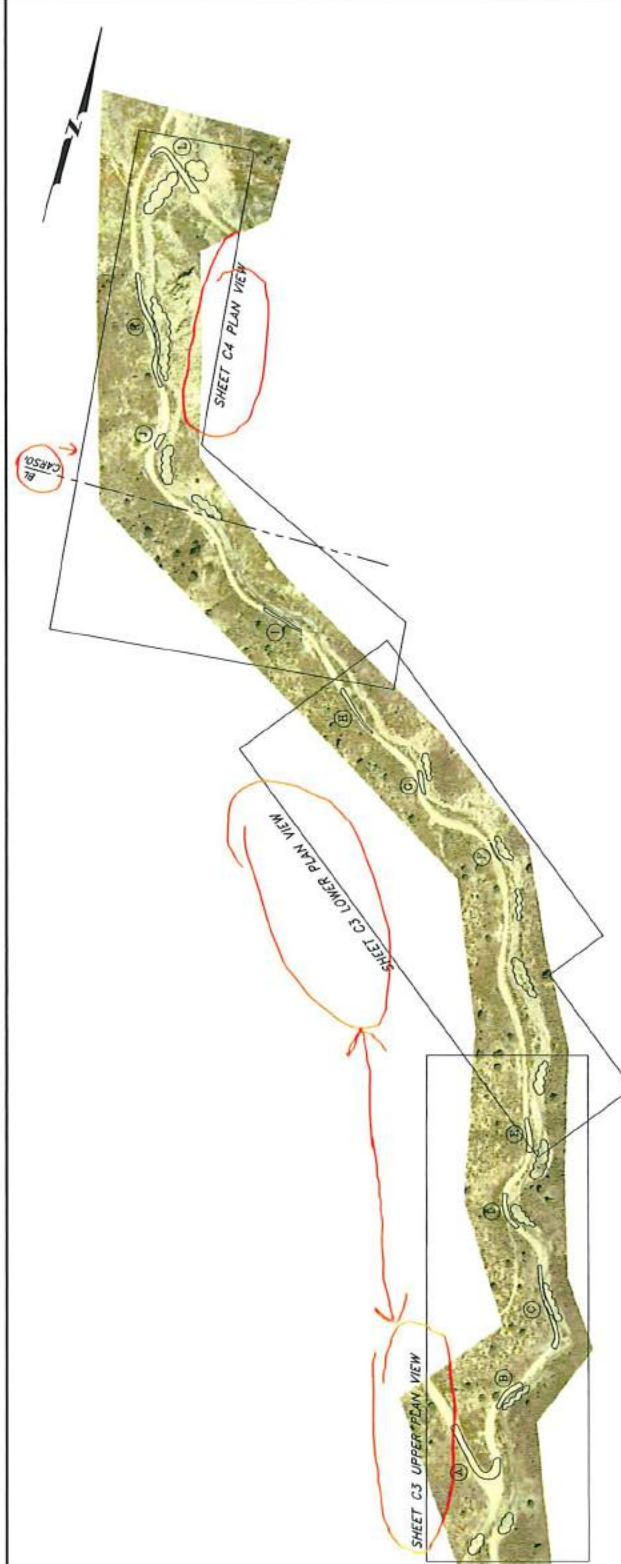 N
L
SHEET C4 PLAN VIEW
J
BL
CARSO,
I
H
G
SHEET C3 LOWER PLAN VIEW
E
C
B
SHEET C3 UPPER PLAN VIEW
A